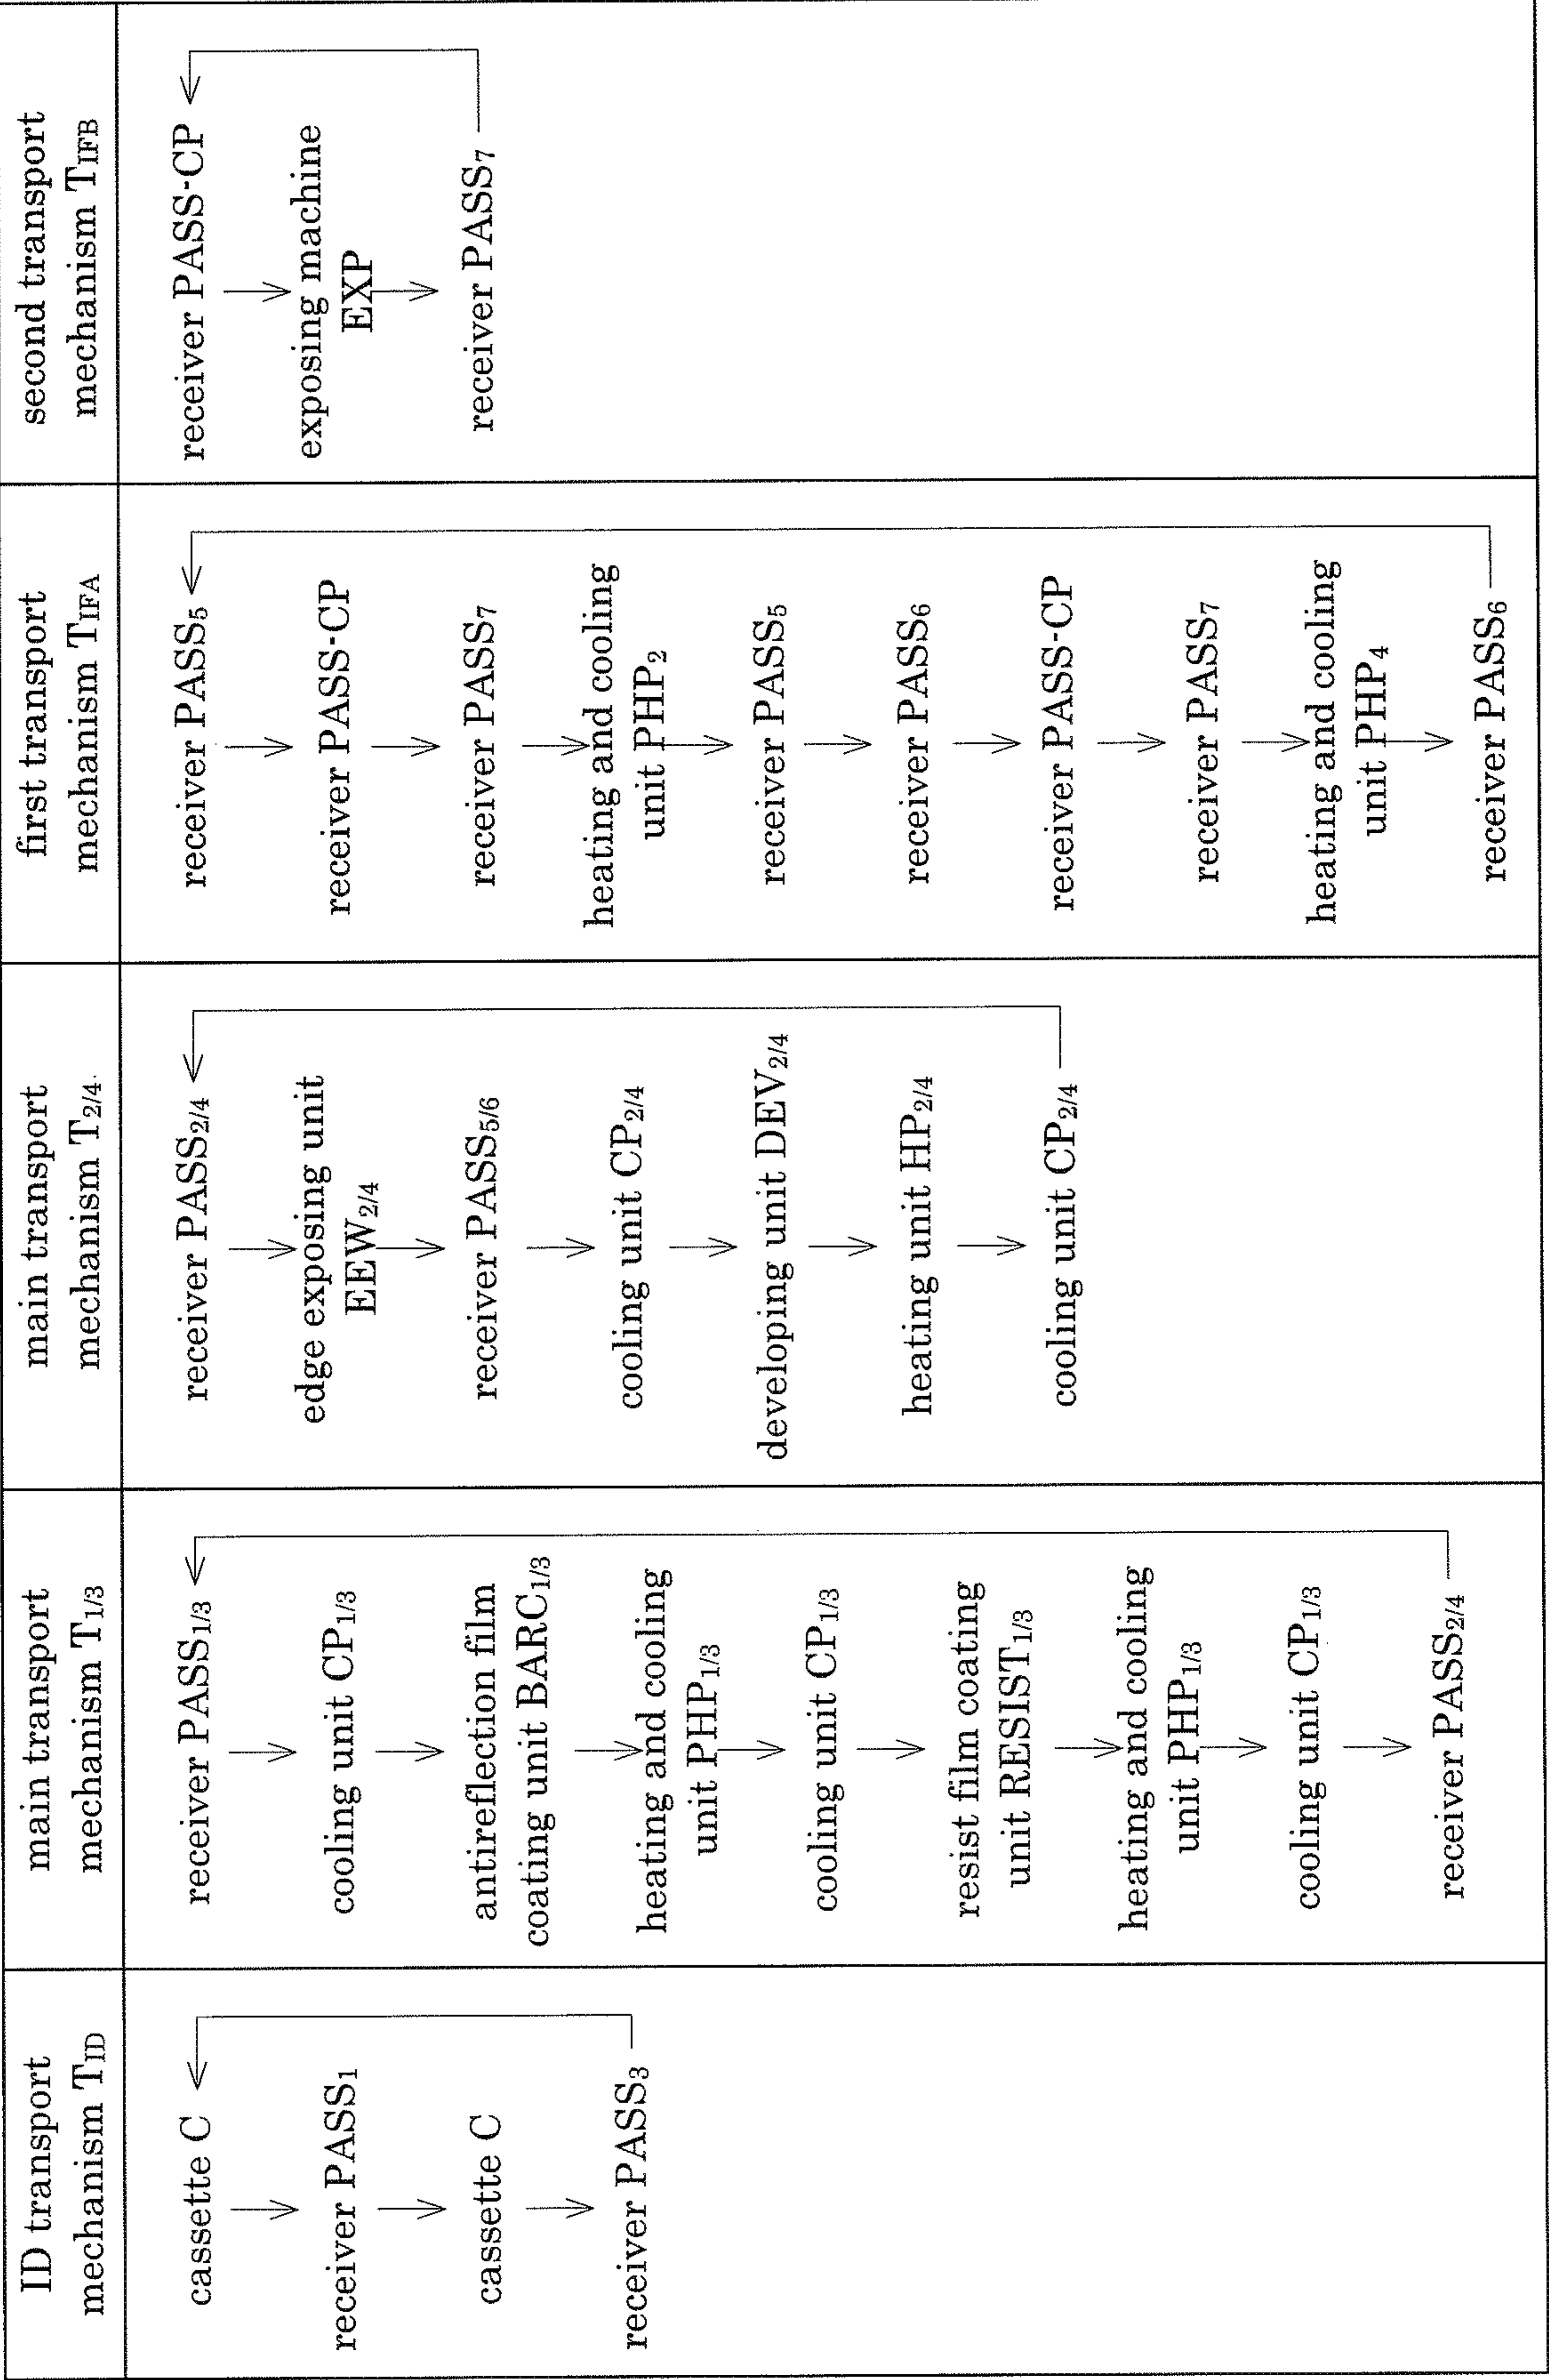 ID transport
mechanism TID
cassette C
receiver PASS1
cassette C
receiver PASS3
main transport
mechanism T1/3
receiver PASS1/3
cooling unit CP1/3
antireflection film
coating unit BARC1/3
heating and cooling
unit PHP1/3
cooling unit CP1/3
resist film coating
unit RESIST1/3
heating and cooling
unit PHP1/3
cooling unit CP1/3
receiver PASS2/4
main transport
mechanism T2/4
receiver PASS2/4
edge exposing unit
EEW2/4
receiver PASS5/6
cooling unit CP2/4
developing unit DEV2/4
heating unit HP2/4
cooling unit CP2/4
first transport
mechanism TIFA
receiver PASS5
receiver PASS-CP
receiver PASS7
heating and cooling
unit PHP2
receiver PASS5
receiver PASS6
receiver PASS-CP
receiver PASS7
heating and cooling
unit PHP4
receiver PASS6
second transport
mechanism TIFB
receiver PASS-CP
exposing machine
EXP
receiver PASS7